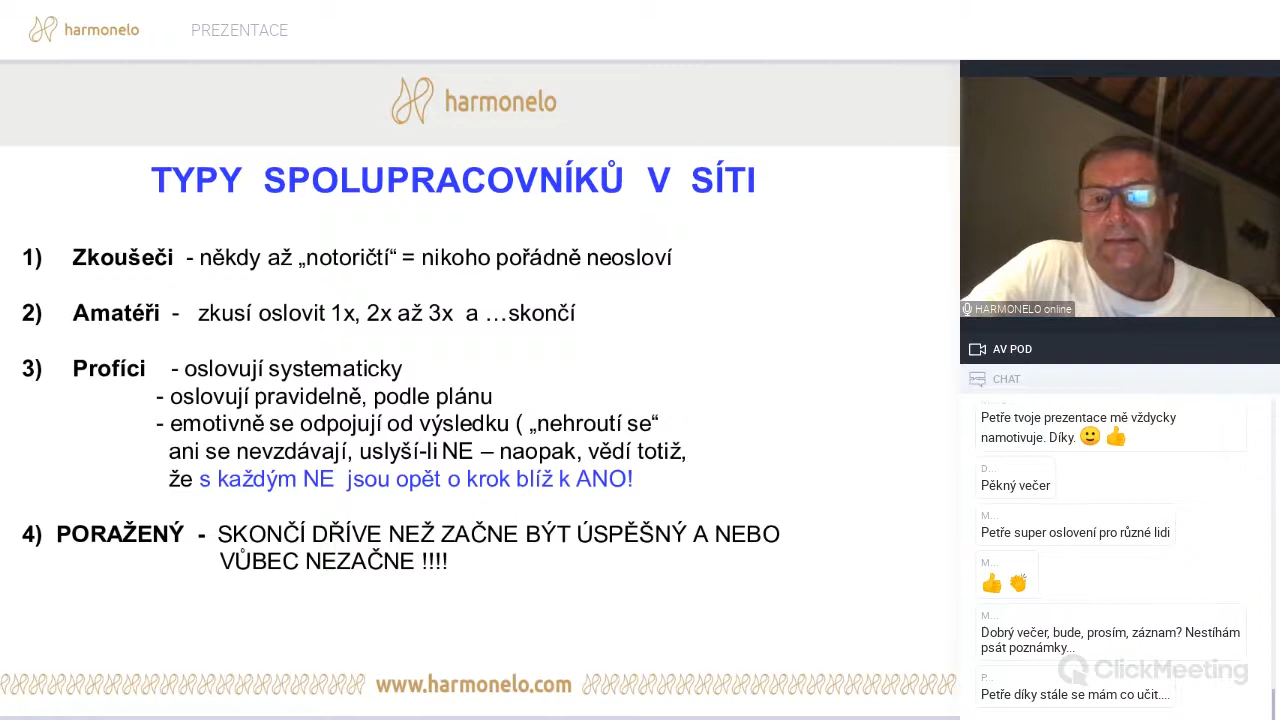 harmonelo
PREZENTACE
harmonelo
TYPY SPOLUPRACOVNÍKŮ V SÍTI
1) Zkoušeči - někdy až „notoričtí“ = nikoho pořádně neosloví
2) Amatéři - zkusí oslovit 1x, 2x až 3x a ...skončí
3) Profíci - oslovují systematicky
- oslovují pravidelně, podle plánu
- emotivně se odpojují od výsledku ( „nehroutí se“
ani se nevzdávají, uslyší-li NE – naopak, vědí totiž,
že s každým NE jsou opět o krok blíž k ANO!
4) PORAŽENÝ - SKONČÍ DŘÍVE NEŽ ZAČNE BÝT ÚSPĚŠNÝ A NEBO
VŮBEC NEZAČNE !!!!
www.harmonelo.com
HARMONELO online
AV POD
CHAT
Petře tvoje prezentace mě vždycky
namotivuje. Díky. 🙂 👍
D...
Pěkný večer
M...
Petře super oslovení pro různé lidi
M...
👍 👏
M...
Dobrý večer, bude, prosím, záznam? Nestíhám
psát poznámky...
ClickMeeting
P...
Petře díky stále se mám co učit....